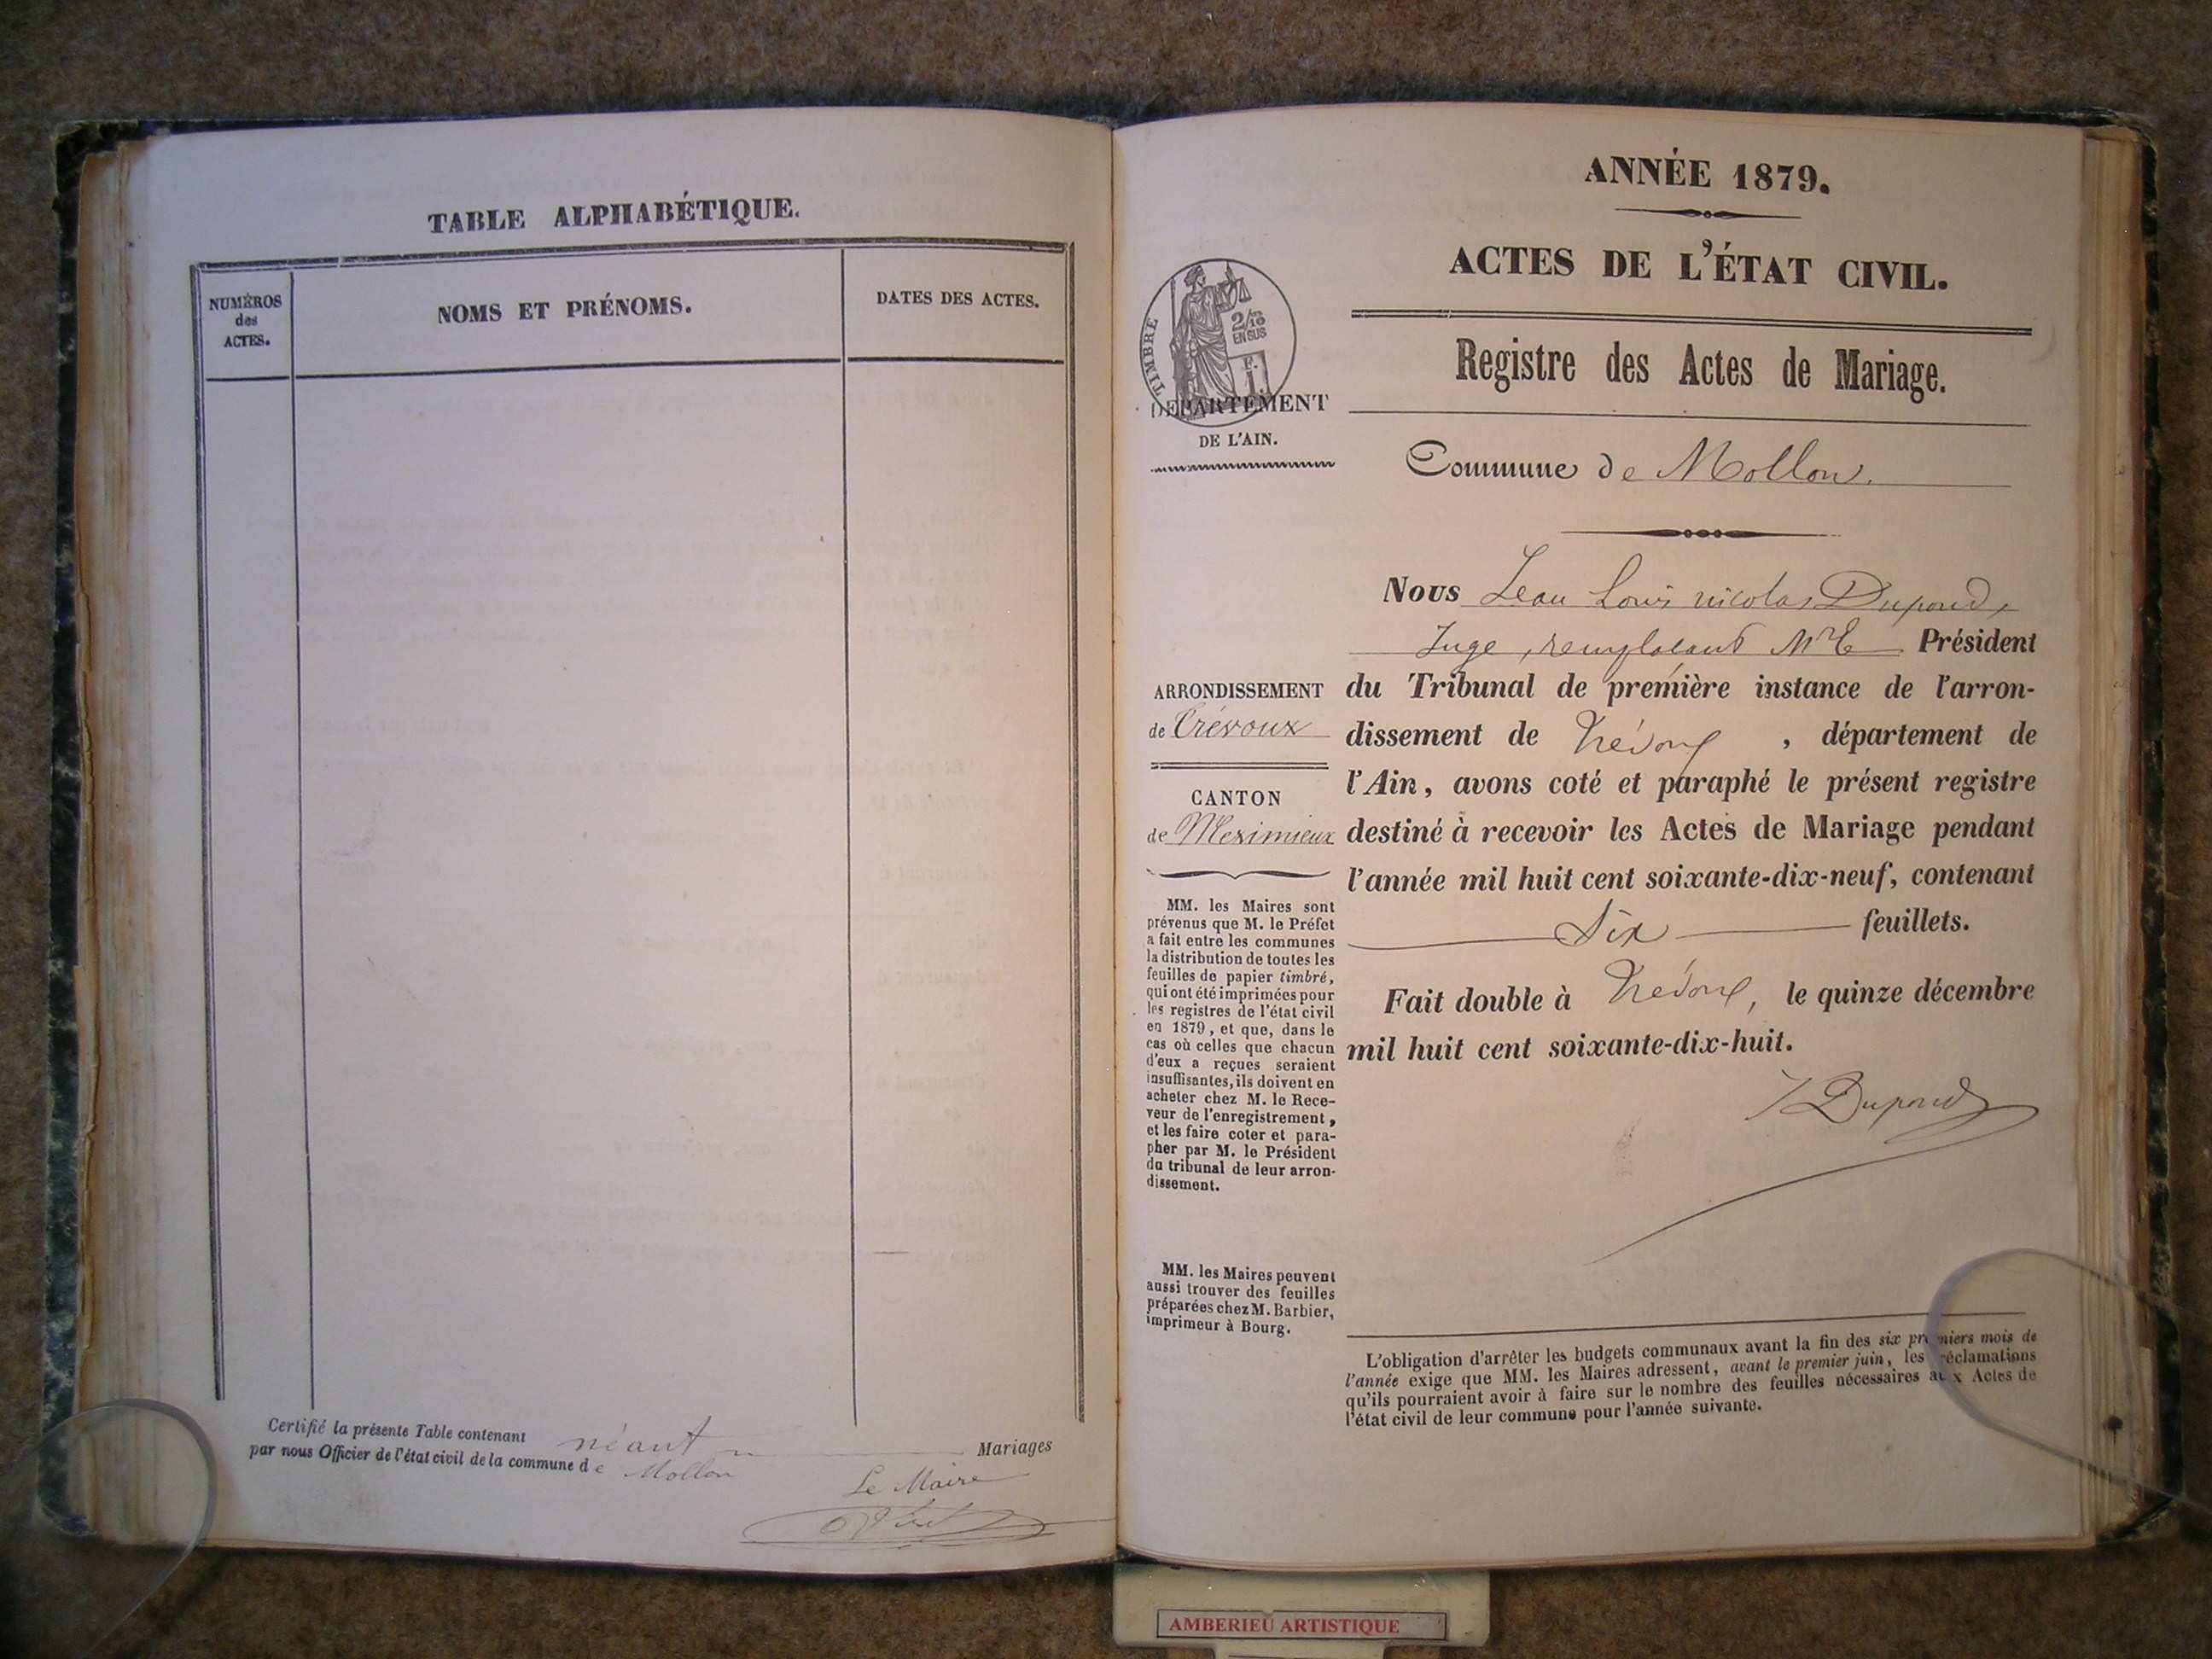 TABLE ALPHABÉTIQUE.
NUMÉROS
des
ACTES.
NOMS ET PRÉNOMS.
DATES DES ACTES.
Certifié la présente Table contenant néant Mariages
par nous Officier de l'état civil de la commune de Mollon
Le Maire
ANNÉE 1879.
ACTES DE L'ÉTAT CIVIL.
Registre des Actes de Mariage.
TIMBRE
2/10
EN SUS
F.
1.
DÉPARTEMENT
DE L'AIN.
Commune de Mollon.
ARRONDISSEMENT
de Trévoux
CANTON
de Meximieux
MM. les Maires sont
prévenus que M. le Préfet
a fait entre les communes
la distribution de toutes les
feuilles de papier timbré,
qui ont été imprimées pour
les registres de l'état civil
en 1879, et que, dans le
cas où celles que chacun
d'eux a reçues seraient
insuffisantes, ils doivent en
acheter chez M. le Rece-
veur de l'enregistrement,
et les faire coter et para-
pher par M. le Président
du tribunal de leur arron-
dissement.
MM. les Maires peuvent
aussi trouver des feuilles
préparées chez M. Barbier,
imprimeur à Bourg.
Nous Jean Louis nicolas Dupond,
Juge, remplaçant Mr le Président
du Tribunal de première instance de l'arron-
dissement de Trévoux, département de
l'Ain, avons coté et paraphé le présent registre
destiné à recevoir les Actes de Mariage pendant
l'année mil huit cent soixante-dix-neuf, contenant
Six feuillets.
Fait double à Trévoux, le quinze décembre
mil huit cent soixante-dix-huit.
Dupond
L'obligation d'arrêter les budgets communaux avant la fin des six premiers mois de
l'année exige que MM. les Maires adressent, avant le premier juin, les réclamations
qu'ils pourraient avoir à faire sur le nombre des feuilles nécessaires aux Actes de
l'état civil de leur commune pour l'année suivante.
AMBERIEU ARTISTIQUE